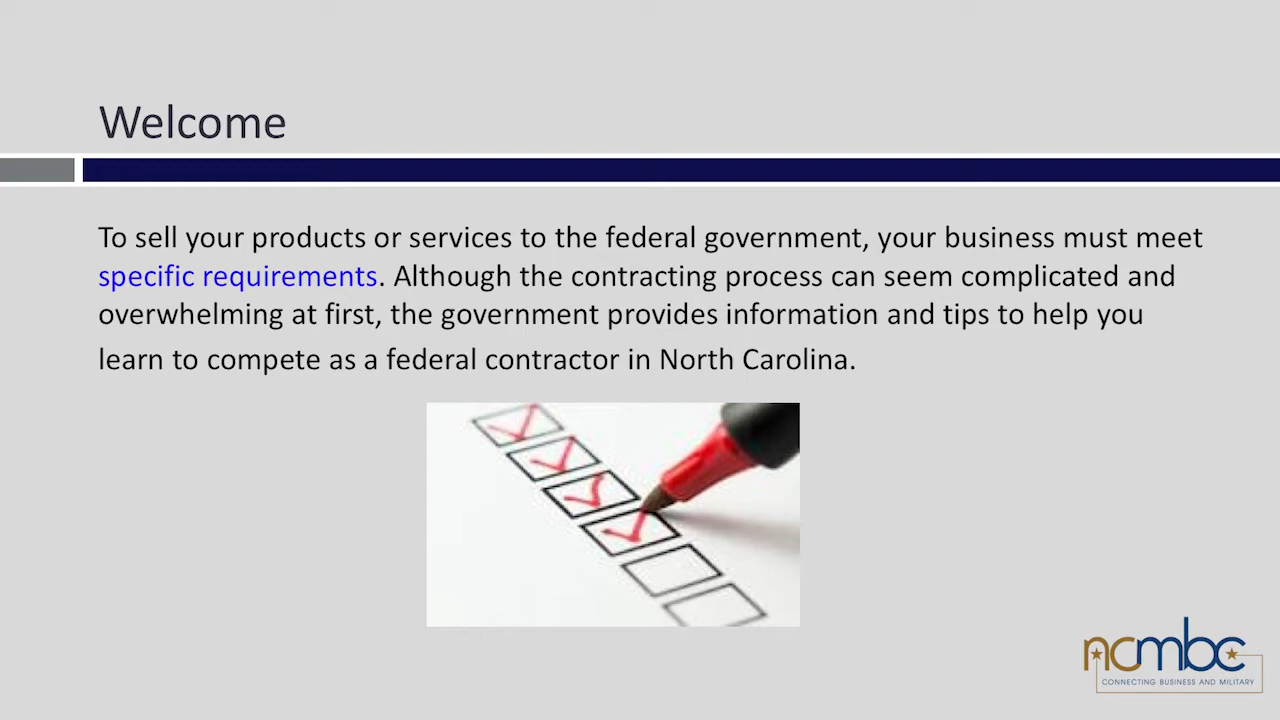 Welcome
To sell your products or services to the federal government, your business must meet
specific requirements. Although the contracting process can seem complicated and
overwhelming at first, the government provides information and tips to help you
learn to compete as a federal contractor in North Carolina.
ncmbc
CONNECTING BUSINESS AND MILITARY